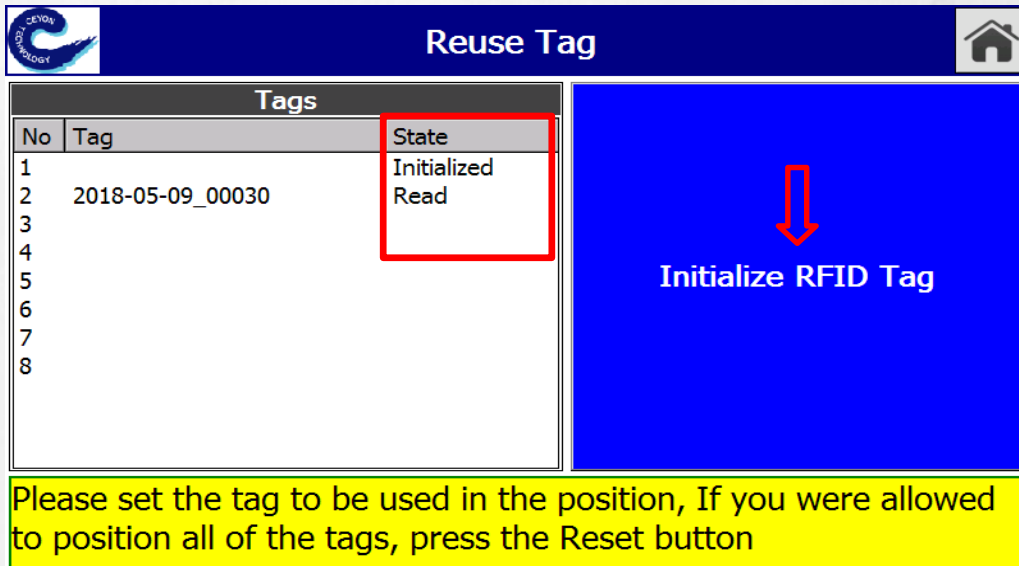 CEYON
TECHNOLOGY
Reuse Tag
Tags
No Tag State
1 Initialized
2 2018-05-09_00030 Read
3
4
5
6
7
8
Initialize RFID Tag
Please set the tag to be used in the position, If you were allowed
to position all of the tags, press the Reset button